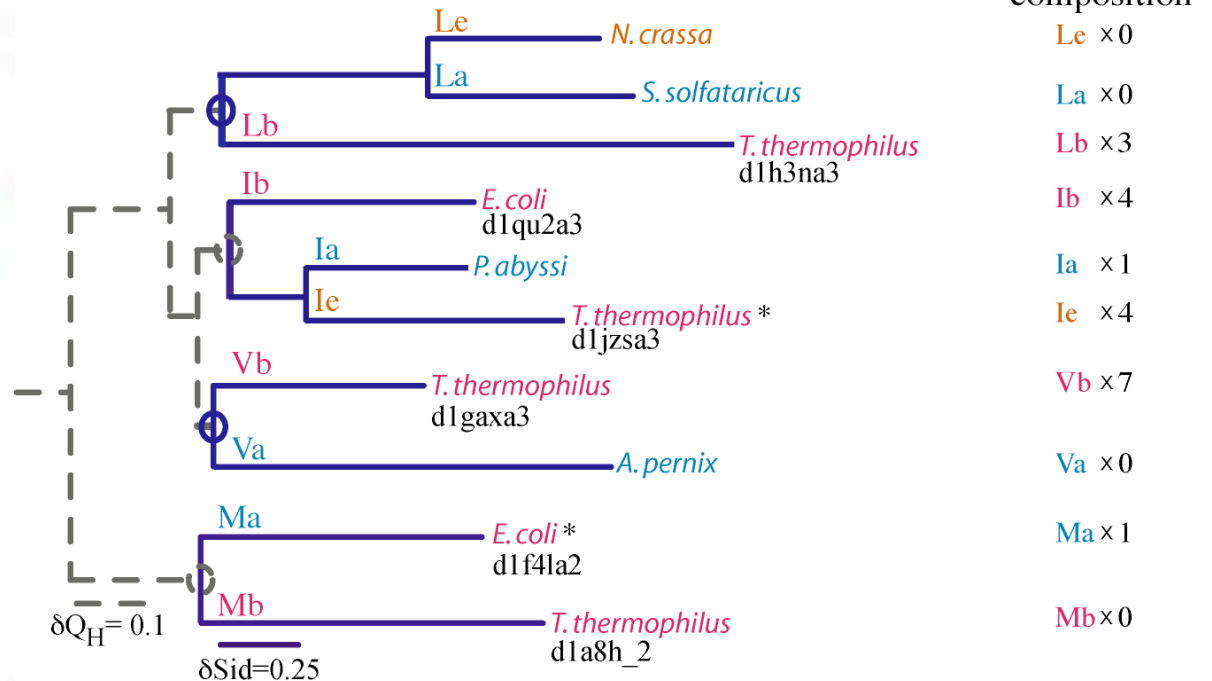 composition
Le N. crassa Le ×0
La S. solfataricus La ×0
Lb T. thermophilus Lb ×3
d1h3na3
Ib E. coli Ib ×4
d1qu2a3
Ia P. abyssi Ia ×1
Ie T. thermophilus * Ie ×4
d1jzsa3
Vb T. thermophilus Vb ×7
d1gaxa3
Va A. pernix Va ×0
Ma E. coli * Ma ×1
d1f4la2
Mb T. thermophilus Mb ×0
δQH= 0.1 d1a8h_2
δSid=0.25